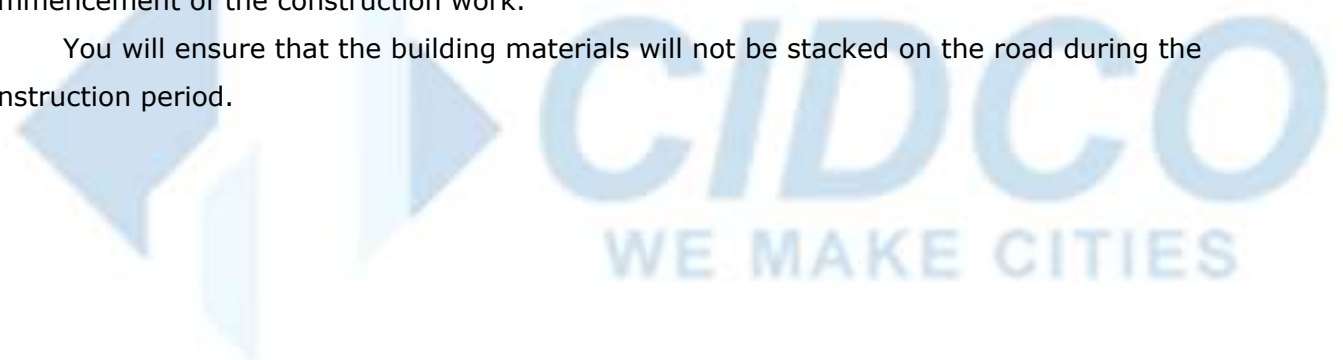 mmencement of the construction work.
You will ensure that the building materials will not be stacked on the road during the
nstruction period.
CIDCO
WE MAKE CITIES